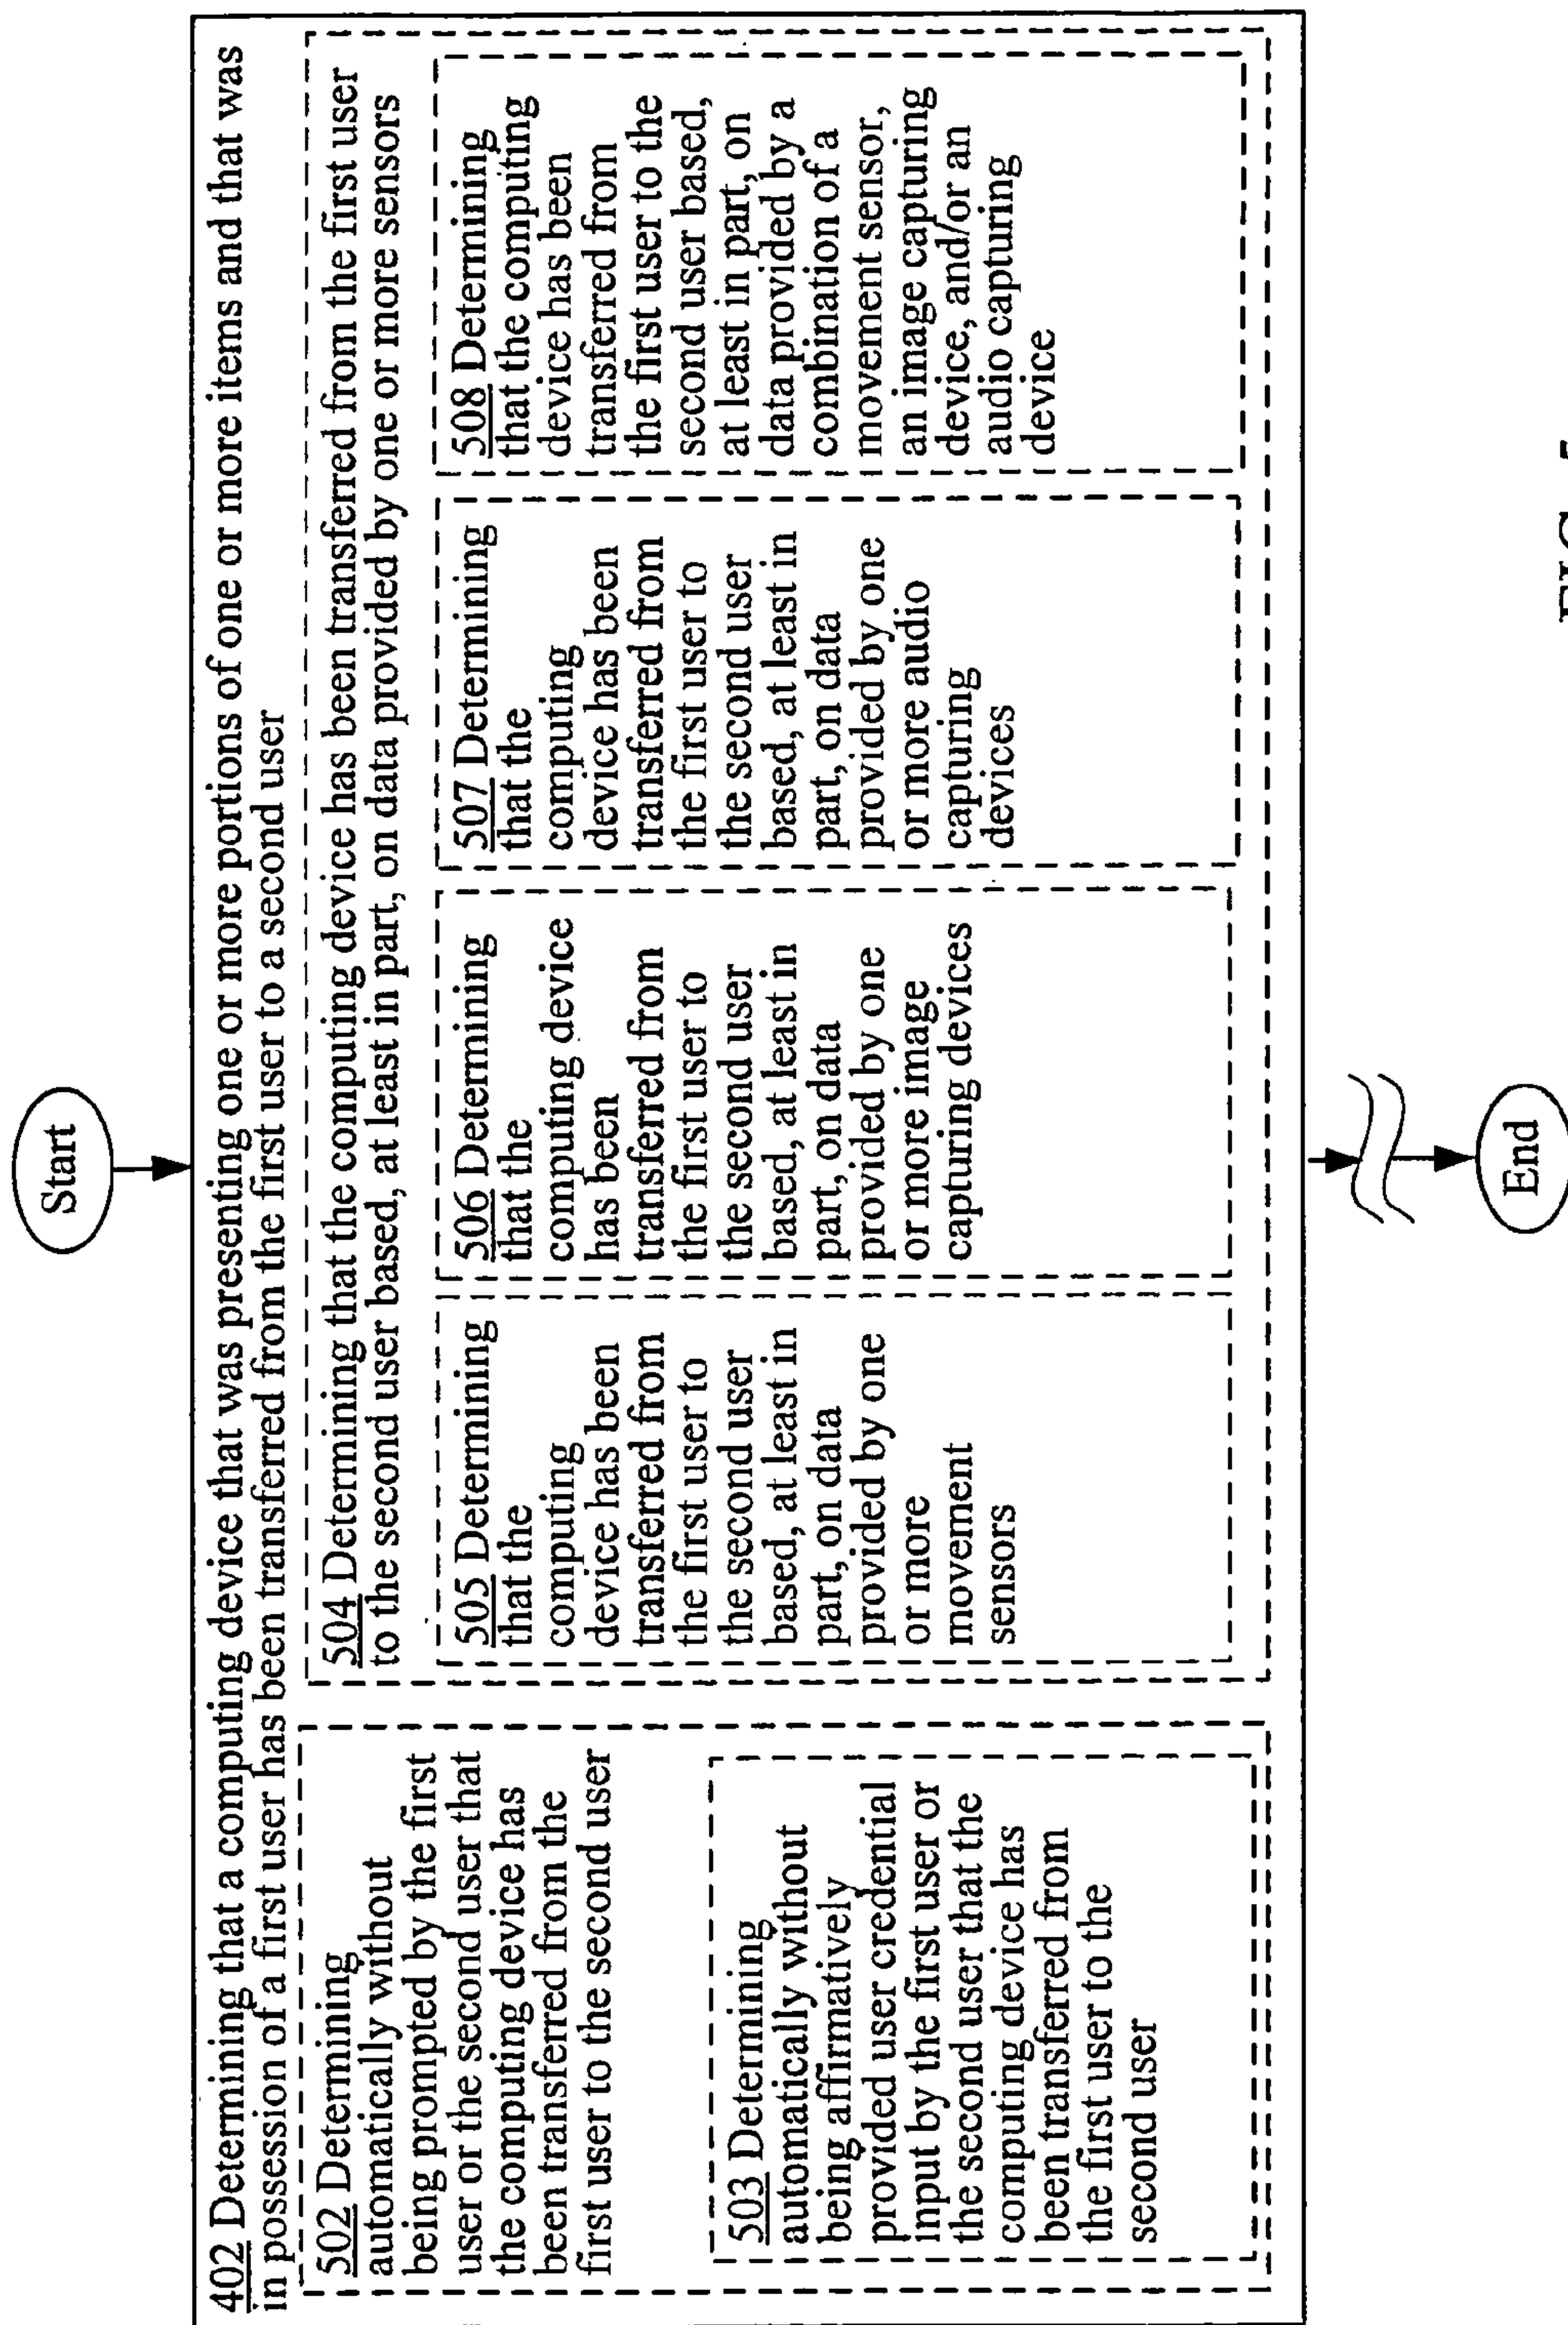 Start
402 Determining that a computing device that was presenting one or more portions of one or more items and that was
in possession of a first user has been transferred from the first user to a second user
502 Determining
automatically without
being prompted by the first
user or the second user that
the computing device has
been transferred from the
first user to the second user
503 Determining
automatically without
being affirmatively
provided user credential
input by the first user or
the second user that the
computing device has
been transferred from
the first user to the
second user
504 Determining that the computing device has been transferred from the first user
to the second user based, at least in part, on data provided by one or more sensors
505 Determining
that the
computing
device has been
transferred from
the first user to
the second user
based, at least in
part, on data
provided by one
or more
movement
sensors
506 Determining
that the
computing device
has been
transferred from
the first user to
the second user
based, at least in
part, on data
provided by one
or more image
capturing devices
507 Determining
that the
computing
device has been
transferred from
the first user to
the second user
based, at least in
part, on data
provided by one
or more audio
capturing
devices
508 Determining
that the computing
device has been
transferred from
the first user to the
second user based,
at least in part, on
data provided by a
combination of a
movement sensor,
an image capturing
device, and/or an
audio capturing
device
End